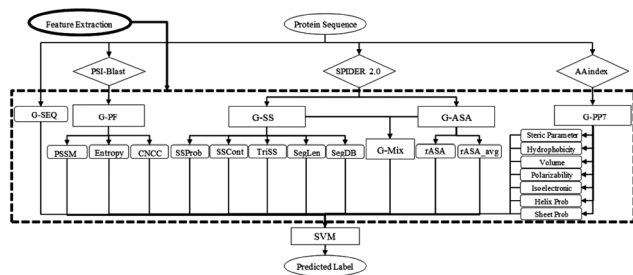 Feature Extraction
Protein Sequence
PSI-Blast
SPIDER 2.0
AAindex
G-SEQ
G-PF
G-SS
G-ASA
G-PP7
PSSM
Entropy
CNCC
SSProb
SSCont
TriSS
SegLen
SegDB
G-Mix
rASA
rASA_avg
Steric Parameter
Hydrophobicity
Volume
Polarizability
Isoelectronic
Helix Prob
Sheet Prob
SVM
Predicted Label